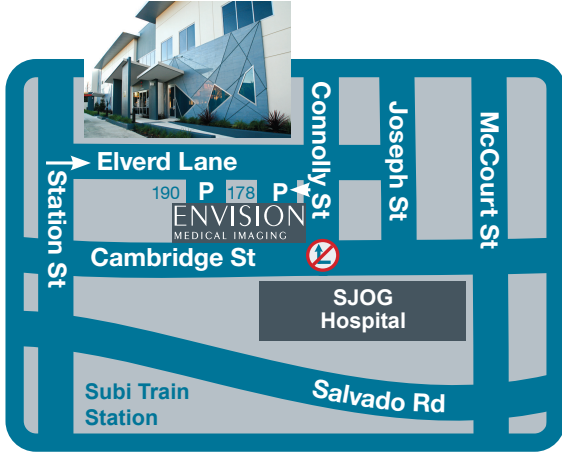 Elverd Lane
Connolly St
Joseph St
McCourt St
Station St
190 P 178 P
ENVISION
MEDICAL IMAGING
Cambridge St
SJOG
Hospital
Salvado Rd
Subi Train
Station